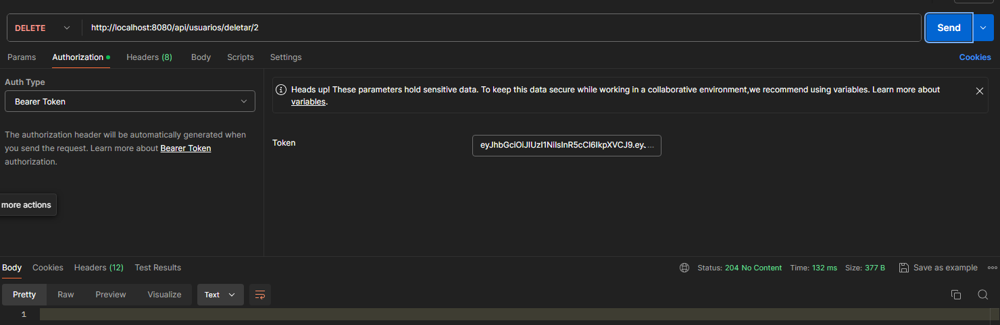 DELETE http://localhost:8080/api/usuarios/deletar/2 Send
Params Authorization Headers (8) Body Scripts Settings Cookies
Auth Type
Bearer Token
The authorization header will be automatically generated when
you send the request. Learn more about Bearer Token
authorization.
more actions
Heads up! These parameters hold sensitive data. To keep this data secure while working in a collaborative environment,we recommend using variables. Learn more about
variables.
Token eyJhbGciOiJIUzI1NiIsInR5cCI6IkpXVCJ9.eyJ...
Body Cookies Headers (12) Test Results Status: 204 No Content Time: 132 ms Size: 377 B Save as example
Pretty Raw Preview Visualize Text
1